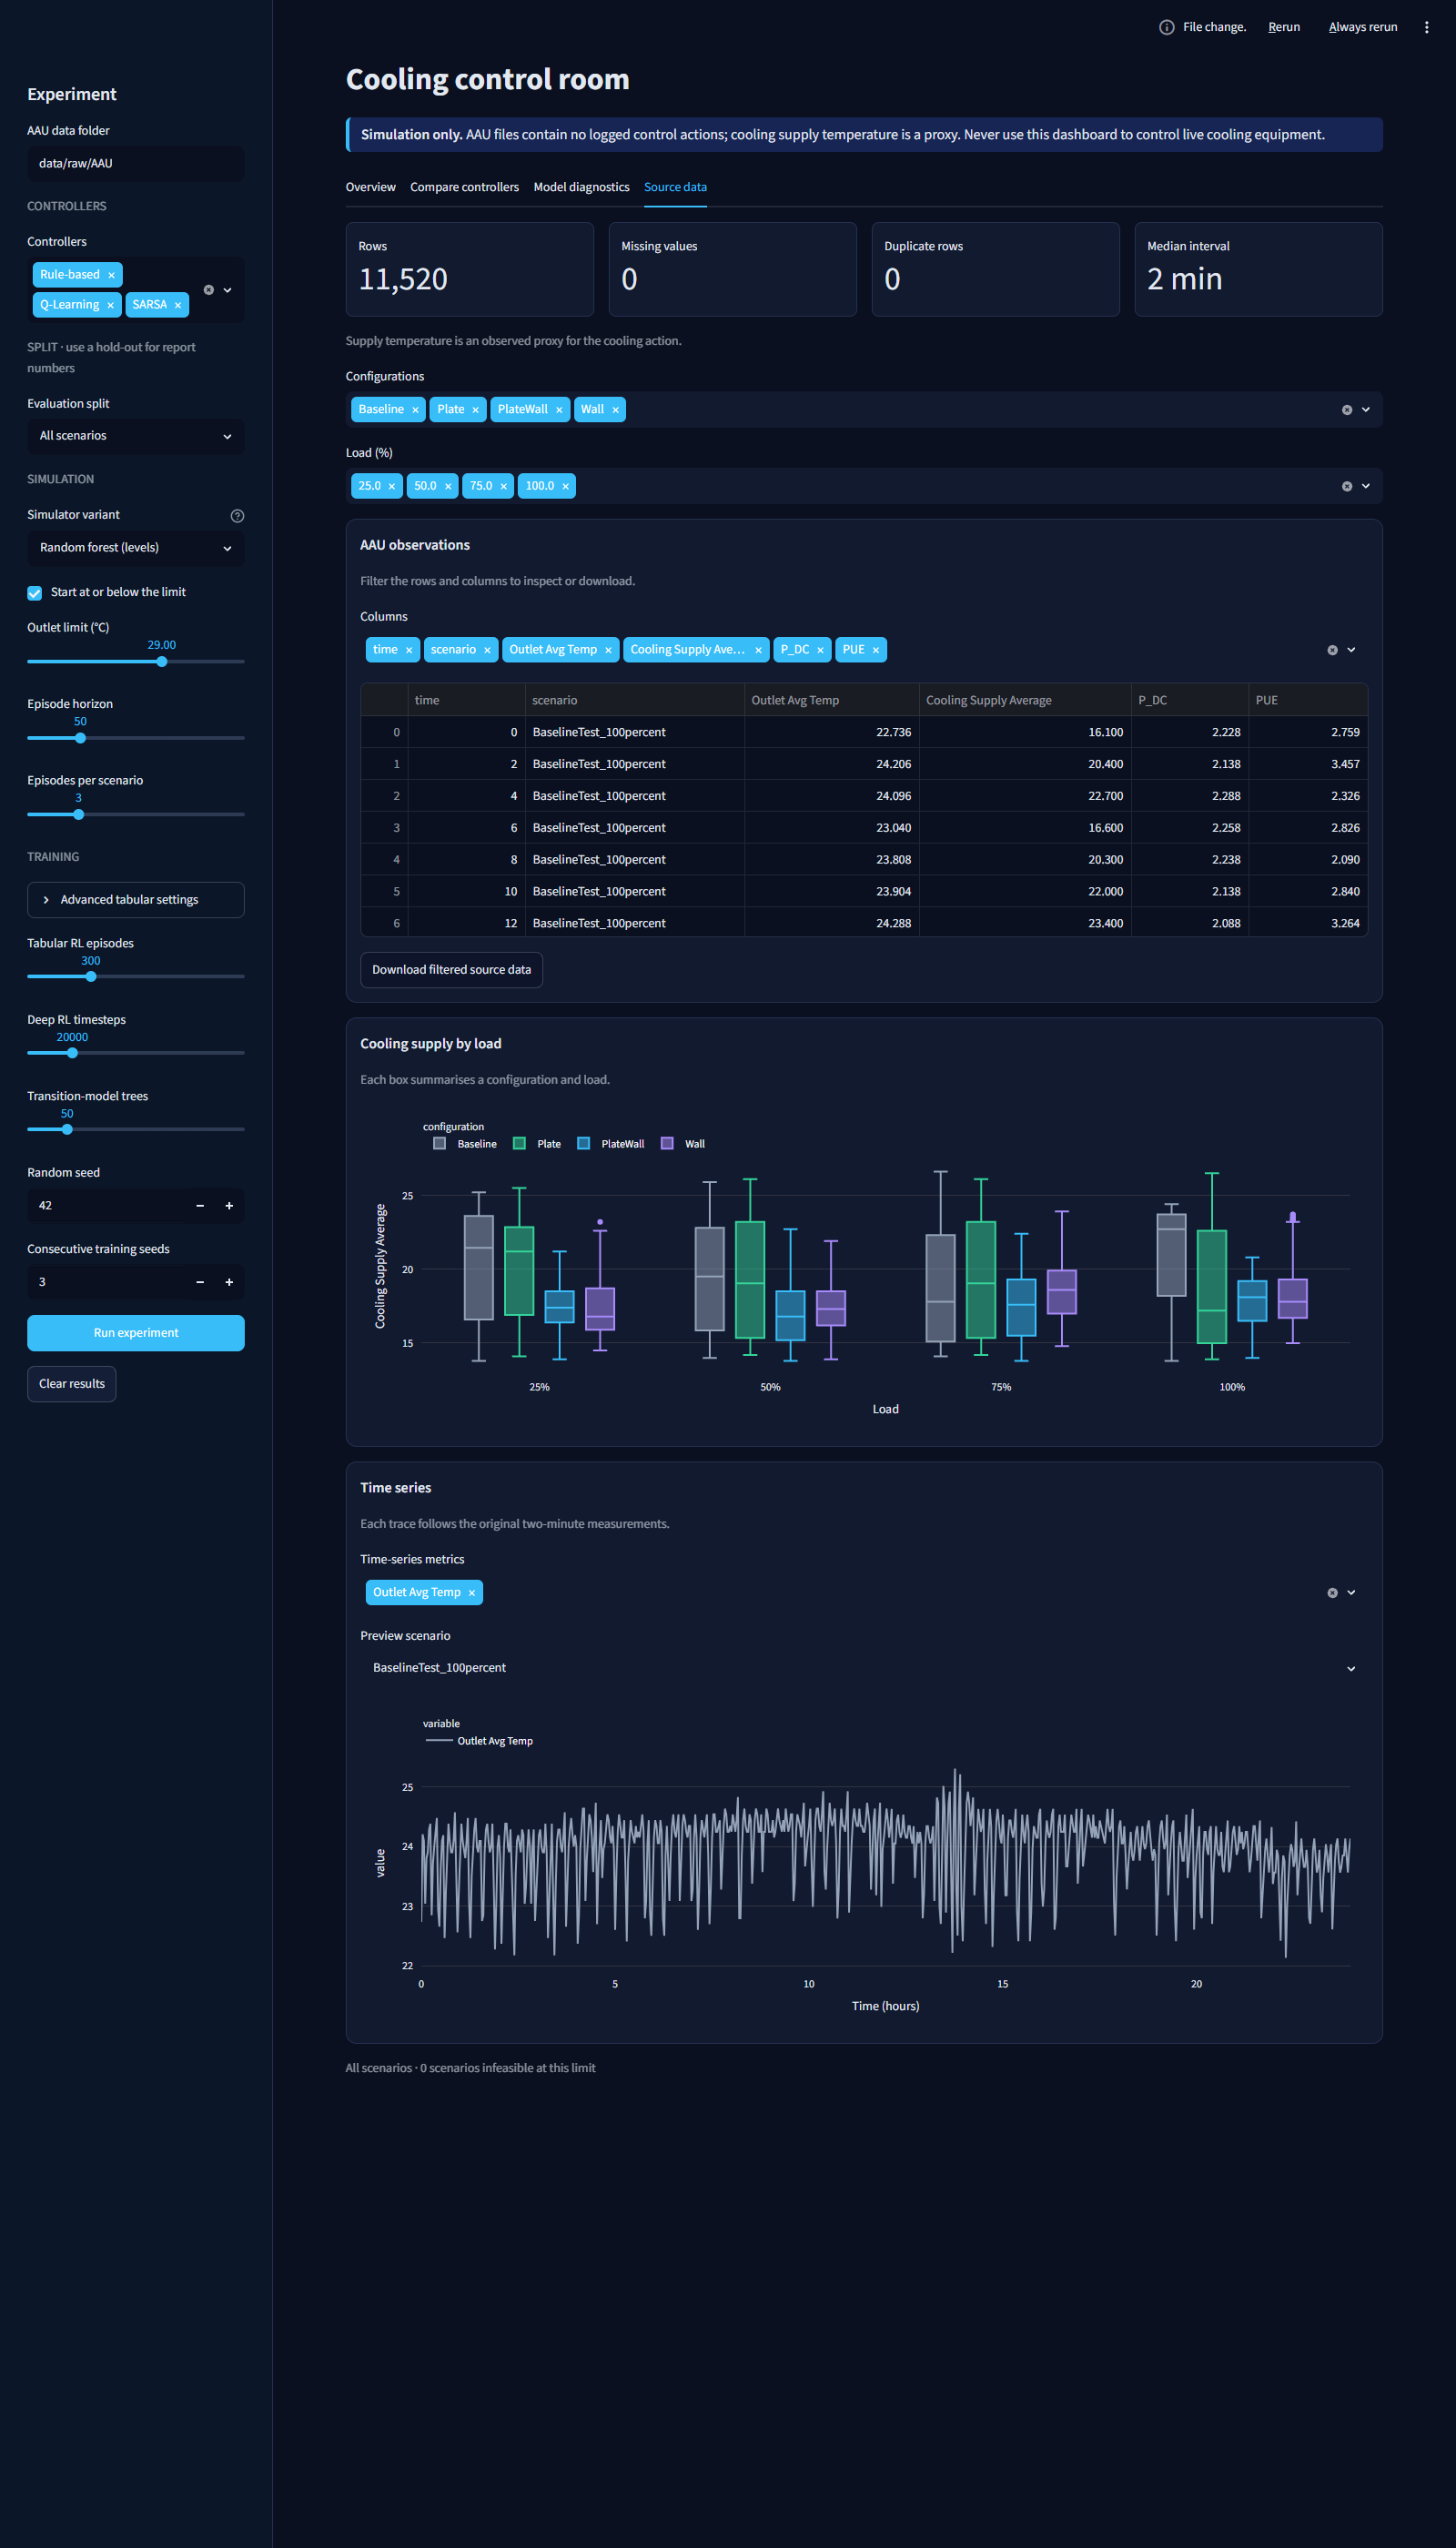 File change.
Rerun
Always rerun
Experiment
AAU data folder
data/raw/AAU
CONTROLLERS
Controllers
Rule-based ×
Q-Learning × SARSA ×
SPLIT · use a hold-out for report
numbers
Evaluation split
All scenarios
SIMULATION
Simulator variant
Random forest (levels)
Start at or below the limit
Outlet limit (°C)
29.00
Episode horizon
50
Episodes per scenario
3
TRAINING
Advanced tabular settings
Tabular RL episodes
300
Deep RL timesteps
20000
Transition-model trees
50
Random seed
42
Consecutive training seeds
3
Run experiment
Clear results
Cooling control room
Simulation only. AAU files contain no logged control actions; cooling supply temperature is a proxy. Never use this dashboard to control live cooling equipment.
Overview Compare controllers Model diagnostics Source data
Rows
11,520
Missing values
0
Duplicate rows
0
Median interval
2 min
Supply temperature is an observed proxy for the cooling action.
Configurations
Baseline × Plate × PlateWall × Wall ×
Load (%)
25.0 × 50.0 × 75.0 × 100.0 ×
AAU observations
Filter the rows and columns to inspect or download.
Columns
time × scenario × Outlet Avg Temp × Cooling Supply Ave... × P_DC × PUE ×
time scenario Outlet Avg Temp Cooling Supply Average P_DC PUE
0 0 BaselineTest_100percent 22.736 16.100 2.228 2.759
1 2 BaselineTest_100percent 24.206 20.400 2.138 3.457
2 4 BaselineTest_100percent 24.096 22.700 2.288 2.326
3 6 BaselineTest_100percent 23.040 16.600 2.258 2.826
4 8 BaselineTest_100percent 23.808 20.300 2.238 2.090
5 10 BaselineTest_100percent 23.904 22.000 2.138 2.840
6 12 BaselineTest_100percent 24.288 23.400 2.088 3.264
Download filtered source data
Cooling supply by load
Each box summarises a configuration and load.
configuration
Baseline Plate PlateWall Wall
Cooling Supply Average
25
20
15
25% 50% 75% 100%
Load
Time series
Each trace follows the original two-minute measurements.
Time-series metrics
Outlet Avg Temp ×
Preview scenario
BaselineTest_100percent
variable
Outlet Avg Temp
value
25
24
23
22
0 5 10 15 20
Time (hours)
All scenarios · 0 scenarios infeasible at this limit